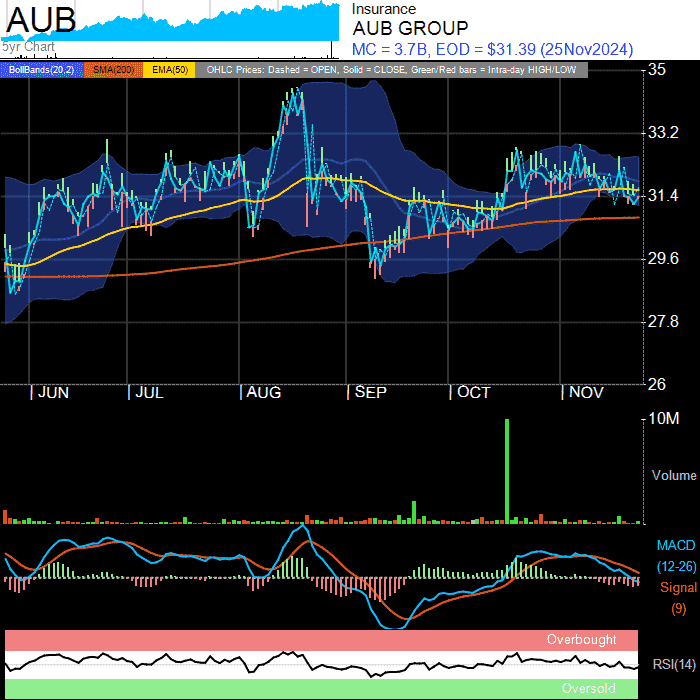 AUB
Insurance
AUB GROUP
MC = 3.7B, EOD = $31.39 (25Nov2024)
5yr Chart
BollBands(20,2) SMA(200) EMA(50) OHLC Prices: Dashed = OPEN, Solid = CLOSE, Green/Red bars = Intra-day HIGH/LOW
35
33.2
31.4
29.6
27.8
26
JUN JUL AUG SEP OCT NOV
10M
Volume
MACD
(12-26)
Signal
(9)
Overbought
RSI(14)
Oversold